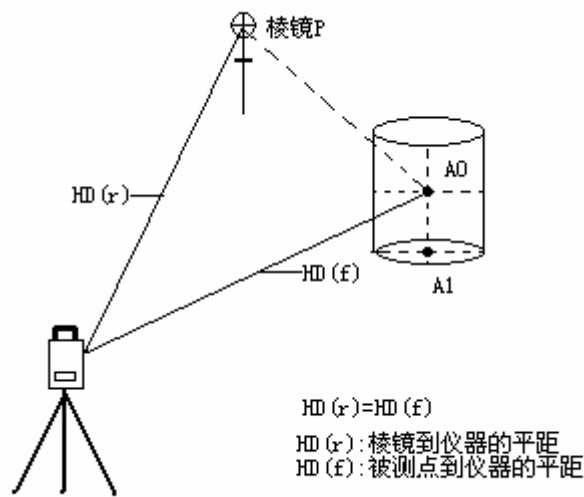 棱镜P
A0
HD(r)
HD(f)
A1
HD(r)=HD(f)
HD(r):棱镜到仪器的平距
HD(f):被测点到仪器的平距